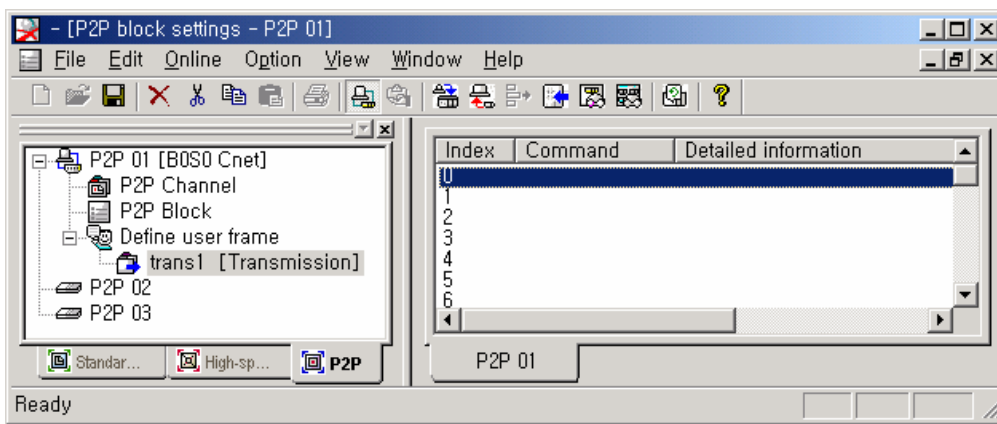 - [P2P block settings - P2P 01]
File Edit Online Option View Window Help
P2P 01 [B0S0 Cnet]
P2P Channel
P2P Block
Define user frame
trans1 [Transmission]
P2P 02
P2P 03
Standar... High-sp... P2P
Index Command Detailed information
0
1
2
3
4
5
6
P2P 01
Ready